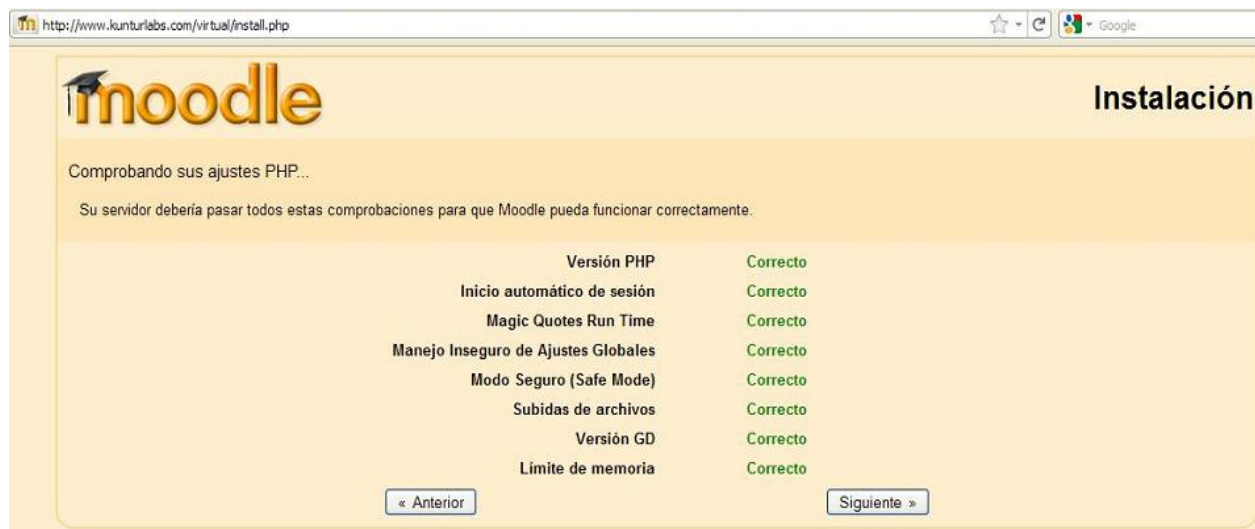 http://www.kunturlabs.com/virtual/install.php
Google
moodle
Instalación
Comprobando sus ajustes PHP...
Su servidor debería pasar todos estas comprobaciones para que Moodle pueda funcionar correctamente.
Versión PHP Correcto
Inicio automático de sesión Correcto
Magic Quotes Run Time Correcto
Manejo Inseguro de Ajustes Globales Correcto
Modo Seguro (Safe Mode) Correcto
Subidas de archivos Correcto
Versión GD Correcto
Límite de memoria Correcto
« Anterior Siguiente »